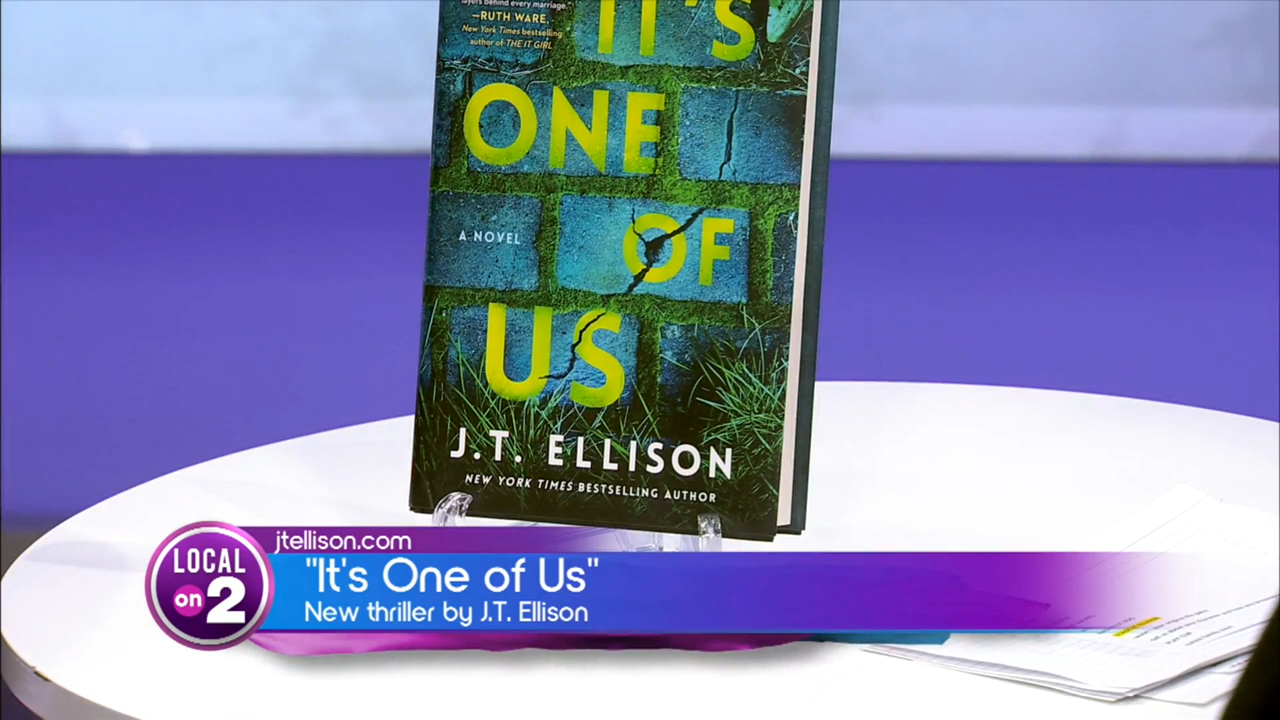 layers behind every marriage."
—RUTH WARE,
New York Times bestselling
author of THE IT GIRL
IT'S
ONE
OF
A NOVEL
US
J.T. ELLISON
NEW YORK TIMES BESTSELLING AUTHOR
jtellison.com
LOCAL
on 2
"It's One of Us"
New thriller by J.T. Ellison